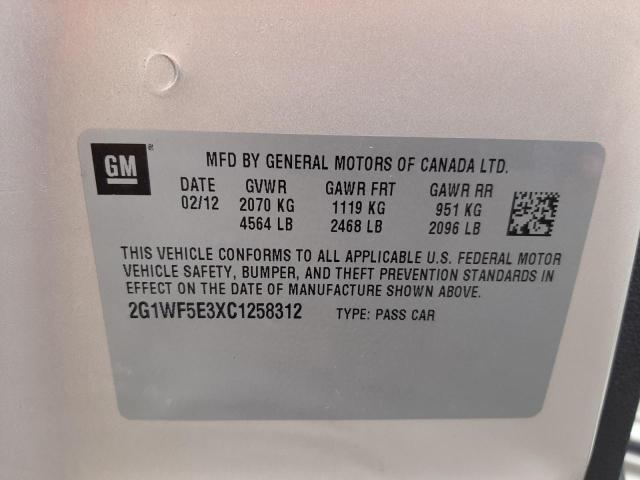 GM ®
MFD BY GENERAL MOTORS OF CANADA LTD.
DATE GVWR GAWR FRT GAWR RR
02/12 2070 KG 1119 KG 951 KG
4564 LB 2468 LB 2096 LB
THIS VEHICLE CONFORMS TO ALL APPLICABLE U.S. FEDERAL MOTOR
VEHICLE SAFETY, BUMPER, AND THEFT PREVENTION STANDARDS IN
EFFECT ON THE DATE OF MANUFACTURE SHOWN ABOVE.
2G1WF5E3XC1258312 TYPE: PASS CAR